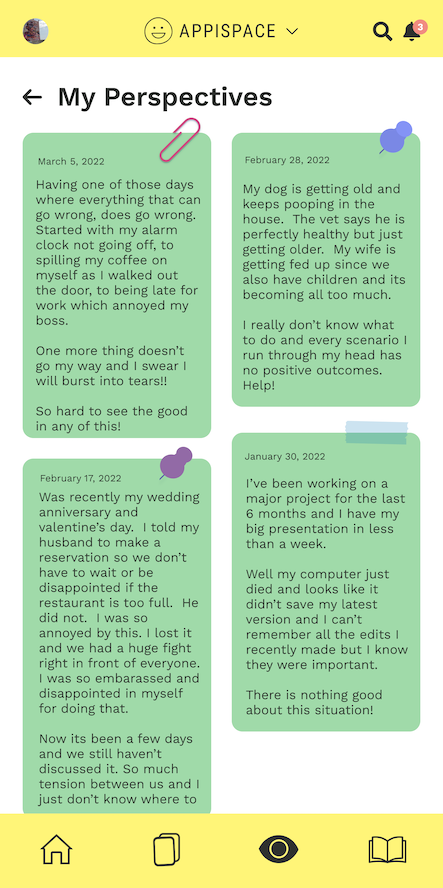 APPISPACE
3
My Perspectives
March 5, 2022
Having one of those days
where everything that can
go wrong, does go wrong.
Started with my alarm
clock not going off, to
spilling my coffee on
myself as I walked out
the door, to being late for
work which annoyed my
boss.
One more thing doesn’t
go my way and I swear I
will burst into tears!!
So hard to see the good
in any of this!
February 28, 2022
My dog is getting old and
keeps pooping in the
house. The vet says he is
perfectly healthy but just
getting older. My wife is
getting fed up since we
also have children and its
becoming all too much.
I really don’t know what
to do and every scenario I
run through my head has
no positive outcomes.
Help!
February 17, 2022
Was recently my wedding
anniversary and
valentine’s day. I told my
husband to make a
reservation so we don’t
have to wait or be
disappointed if the
restaurant is too full. He
did not. I was so
annoyed by this. I lost it
and we had a huge fight
right in front of everyone.
I was so embarassed and
disappointed in myself
for doing that.
Now its been a few days
and we still haven’t
discussed it. So much
tension between us and I
just don’t know where to
January 30, 2022
I’ve been working on a
major project for the last
6 months and I have my
big presentation in less
than a week.
Well my computer just
died and looks like it
didn’t save my latest
version and I can’t
remember all the edits I
recently made but I know
they were important.
There is nothing good
about this situation!